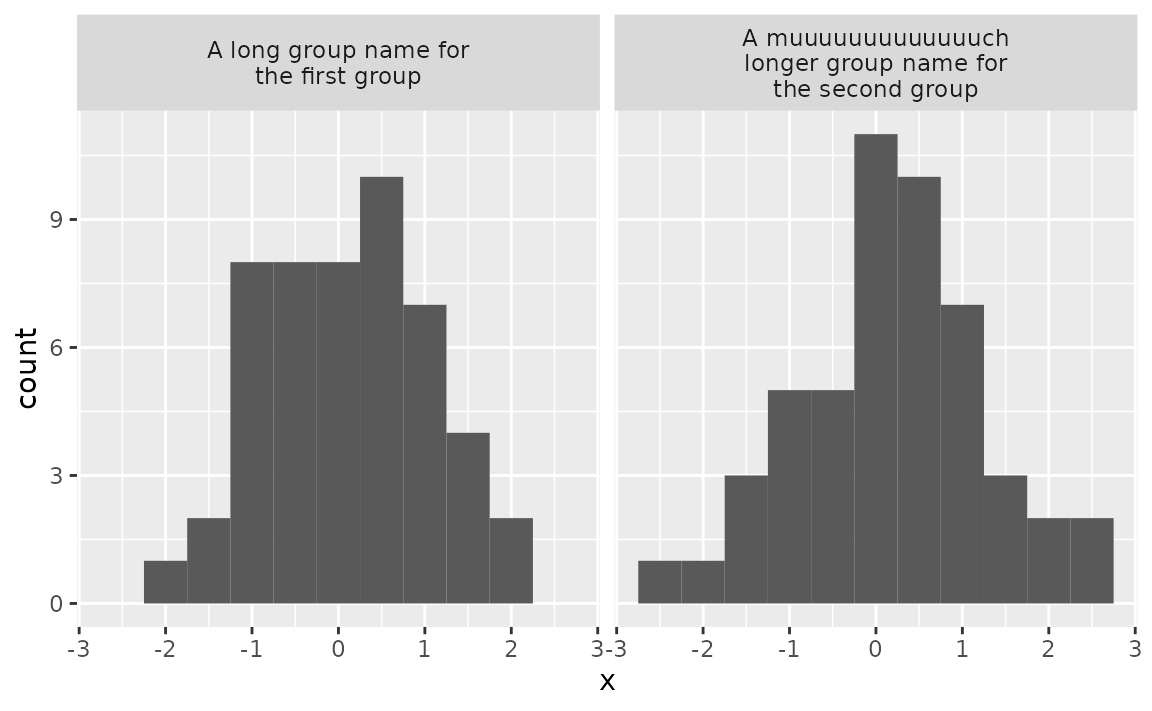 A long group name for
the first group
A muuuuuuuuuuuuuch
longer group name for
the second group
9
6
3
0
count
-3 -2 -1 0 1 2 3
-3 -2 -1 0 1 2 3
x